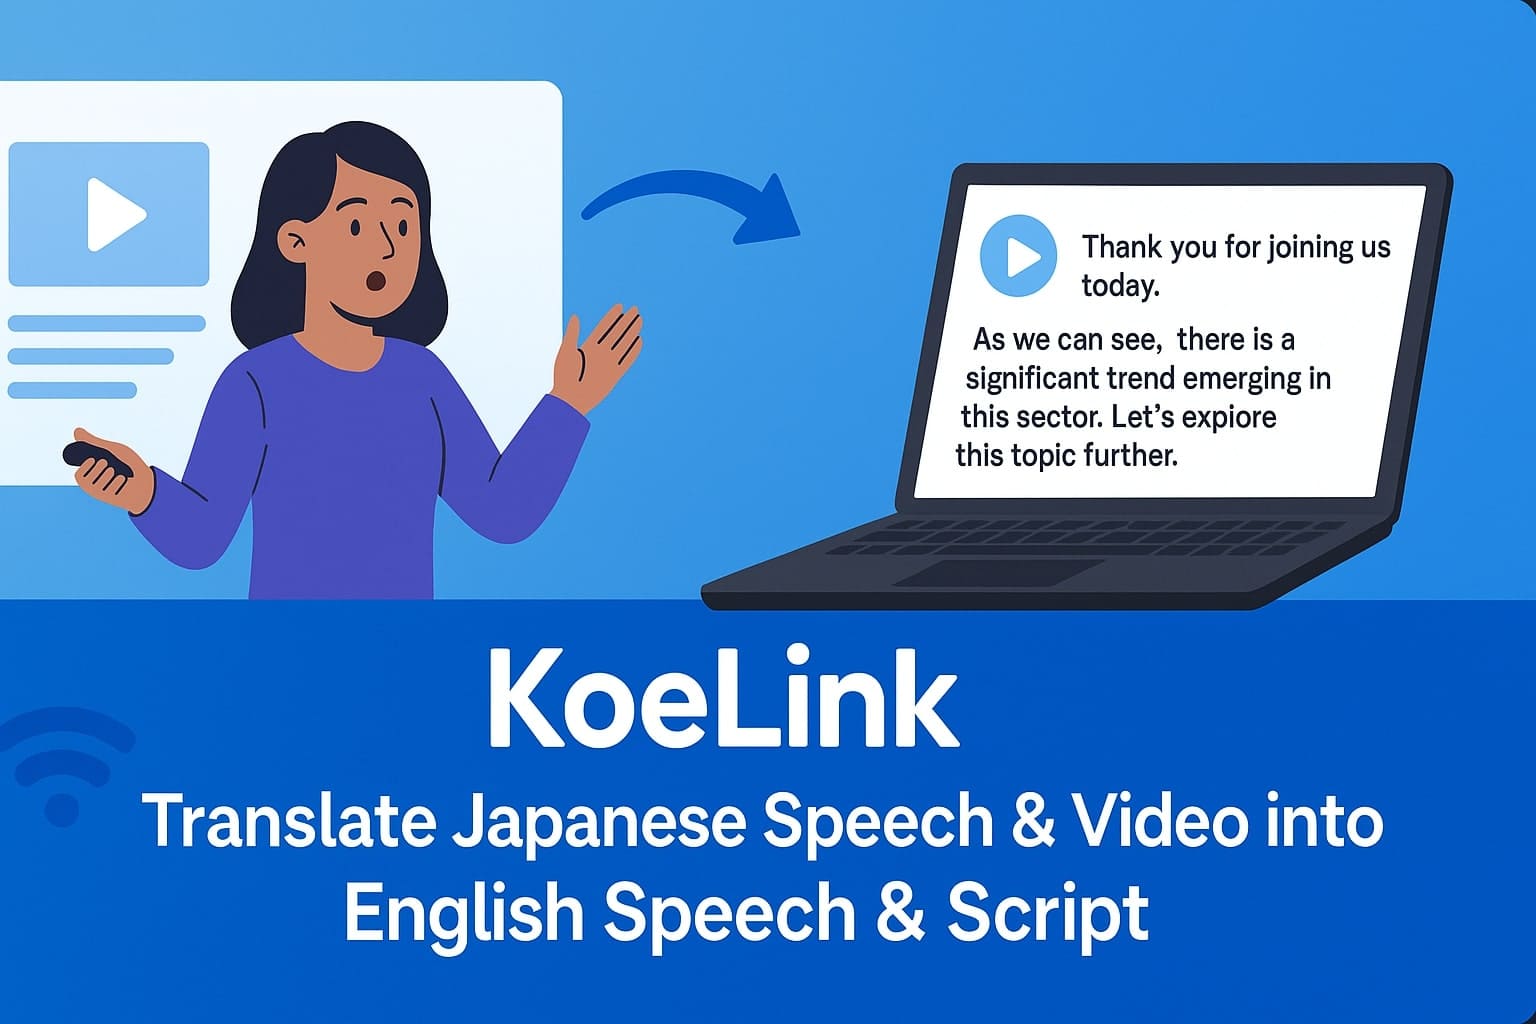 Thank you for joining us
today.
As we can see, there is a
significant trend emerging in
this sector. Let's expiore
this topic further.
KoeLink
Translate Japanese Speech & Video into
English Speech & Script